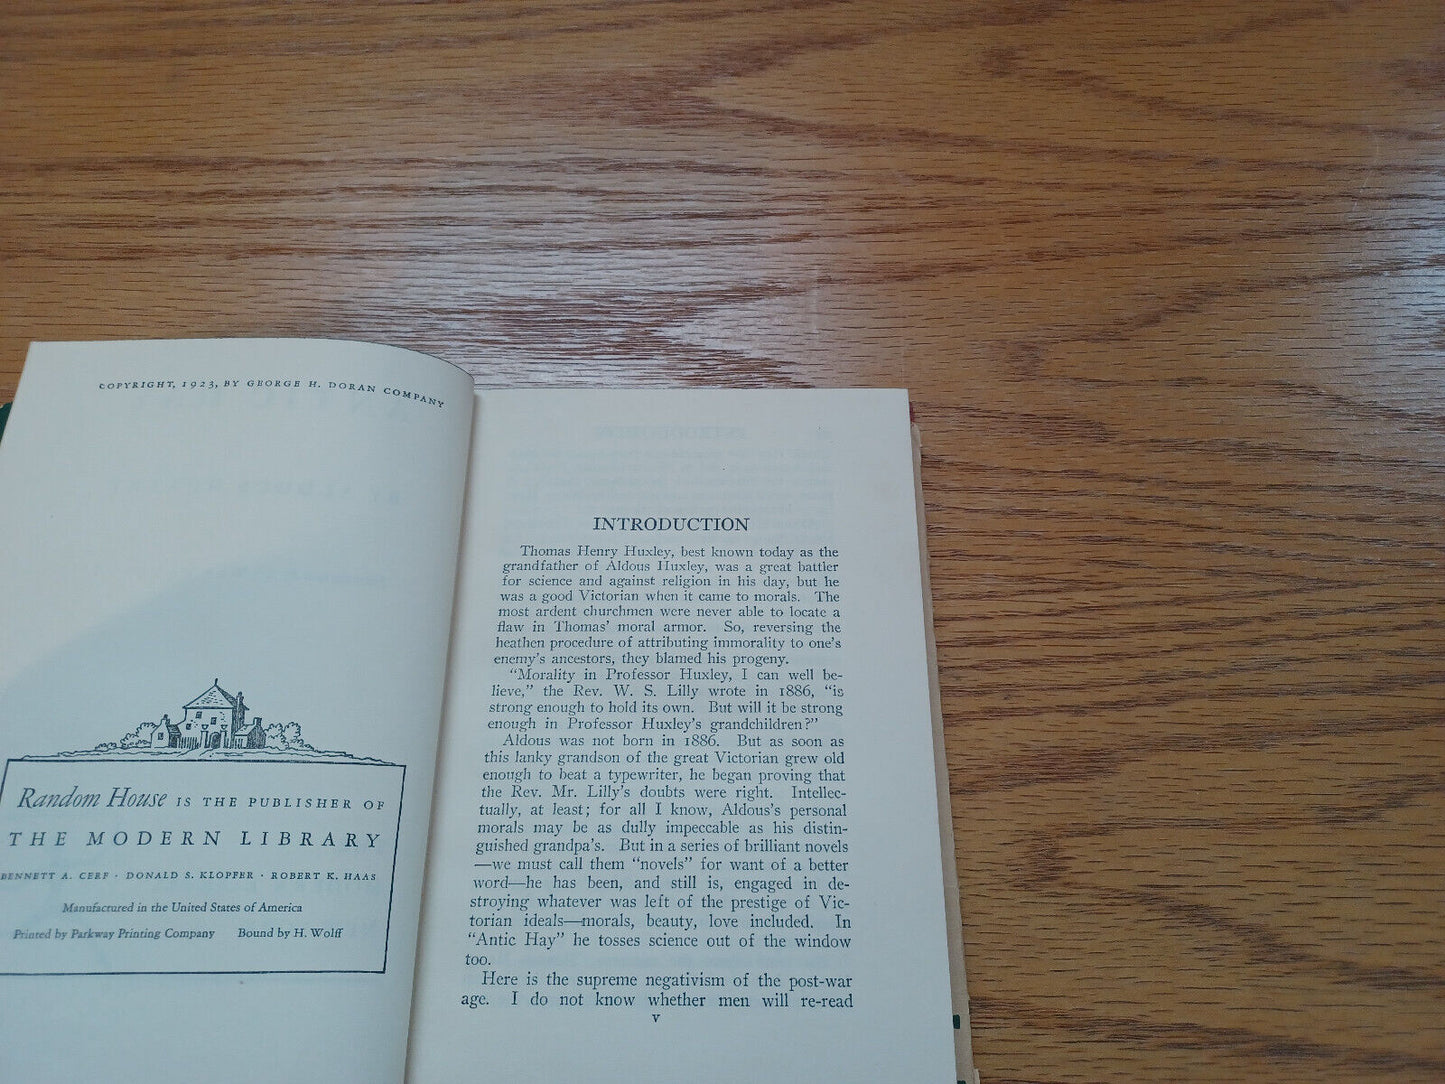 COPYRIGHT, 1923, BY GEORGE H. DORAN COMPANY
Random House IS THE PUBLISHER OF
THE MODERN LIBRARY
BENNETT A. CERF · DONALD S. KLOPFER · ROBERT K. HAAS
Manufactured in the United States of America
Printed by Parkway Printing Company Bound by H. Wolff
INTRODUCTION
Thomas Henry Huxley, best known today as the
grandfather of Aldous Huxley, was a great battler
for science and against religion in his day, but he
was a good Victorian when it came to morals. The
most ardent churchmen were never able to locate a
flaw in Thomas' moral armor. So, reversing the
heathen procedure of attributing immorality to one's
enemy's ancestors, they blamed his progeny.
"Morality in Professor Huxley, I can well be-
lieve," the Rev. W. S. Lilly wrote in 1886, "is
strong enough to hold its own. But will it be strong
enough in Professor Huxley's grandchildren?"
Aldous was not born in 1886. But as soon as
this lanky grandson of the great Victorian grew old
enough to beat a typewriter, he began proving that
the Rev. Mr. Lilly's doubts were right. Intellec-
tually, at least; for all I know, Aldous's personal
morals may be as dully impeccable as his distin-
guished grandpa's. But in a series of brilliant novels
—we must call them "novels" for want of a better
word—he has been, and still is, engaged in de-
stroying whatever was left of the prestige of Vic-
torian ideals—morals, beauty, love included. In
"Antic Hay" he tosses science out of the window
too.
Here is the supreme negativism of the post-war
age. I do not know whether men will re-read
v